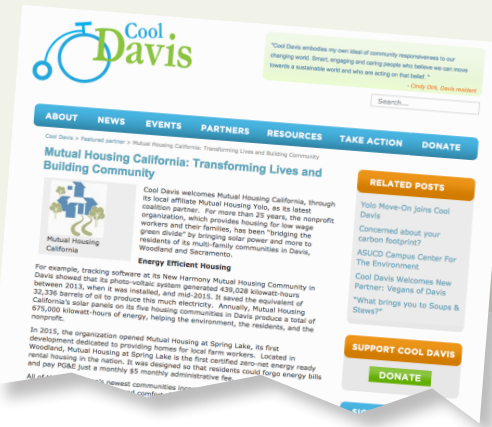 Cool
Davis
"Cool Davis embodies my own ideal of community responsiveness to our
changing world. Smart, engaging and caring people who believe we can move
towards a sustainable world and who are acting on that belief. "
- Cindy Dirk, Davis resident
Search...
ABOUT NEWS EVENTS PARTNERS RESOURCES TAKE ACTION DONATE
Cool Davis > Featured partner > Mutual Housing California: Transforming Lives and Building Community
Mutual Housing California: Transforming Lives and
Building Community
Mutual Housing
California
Cool Davis welcomes Mutual Housing California, through
its local affiliate Mutual Housing Yolo, as its latest
coalition partner. For more than 25 years, the nonprofit
organization, which provides housing for low wage
workers and their families, has been "bridging the
green divide" by bringing solar power and more to
residents of its multi-family communities in Davis,
Woodland and Sacramento.
Energy Efficient Housing
For example, tracking software at its New Harmony Mutual Housing Community in
Davis showed that its photo-voltaic system generated 439,028 kilowatt-hours
between 2013, when it was installed, and mid-2015. It saved the equivalent of
32,336 barrels of oil to produce this much electricity. Annually, Mutual Housing
California's solar panels on its five housing communities in Davis produce a total of
675,000 kilowatt-hours of energy, helping the environment, the residents, and the
nonprofit.
In 2015, the organization opened Mutual Housing at Spring Lake, its first
development dedicated to providing homes for local farm workers. Located in
Woodland, Mutual Housing at Spring Lake is the first certified zero-net energy ready
rental housing in the nation. It was designed so that residents could forgo energy bills
and pay PG&E just a monthly $5 monthly administrative fee.
All of newest communities
RELATED POSTS
Yolo Move-On joins Cool
Davis
Concerned about your
carbon footprint?
ASUCD Campus Center For
The Environment
Cool Davis Welcomes New
Partner: Vegans of Davis
"What brings you to Soups &
Stews?"
SUPPORT COOL DAVIS
DONATE